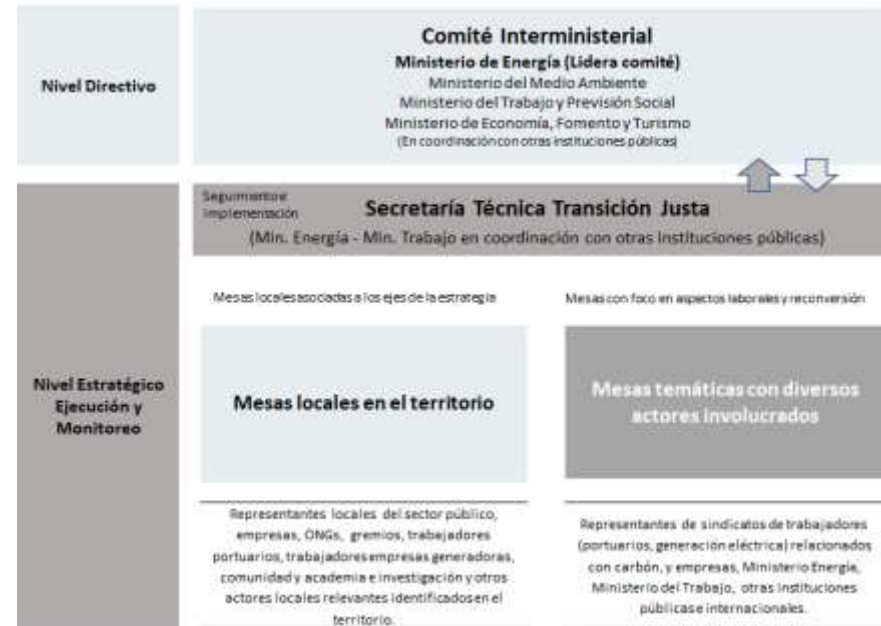 Nivel Directivo
Comité Interministerial
Ministerio de Energía (Lidera comité)
Ministerio del Medio Ambiente
Ministerio del Trabajo y Previsión Social
Ministerio de Economía, Fomento y Turismo
(En coordinación con otras instituciones públicas)
Nivel Estratégico
Ejecución y
Monitoreo
Seguimiento e
implementación
Secretaría Técnica Transición Justa
(Min. Energía - Min. Trabajo en coordinación con otras instituciones públicas)
Mesas locales asociadas a los ejes de la estrategia
Mesas locales en el territorio
Representantes locales del sector público,
empresas, ONGs, gremios, trabajadores
portuarios, trabajadores empresas generadoras,
comunidad y academia e investigación y otros
actores locales relevantes identificados en el
territorio.
Mesas con foco en aspectos laborales y reconversión
Mesas temáticas con diversos
actores involucrados
Representantes de sindicatos de trabajadores
(portuarios, generación eléctrica) relacionados
con carbón, y empresas, Ministerio Energía,
Ministerio del Trabajo, otras instituciones
públicas e internacionales.